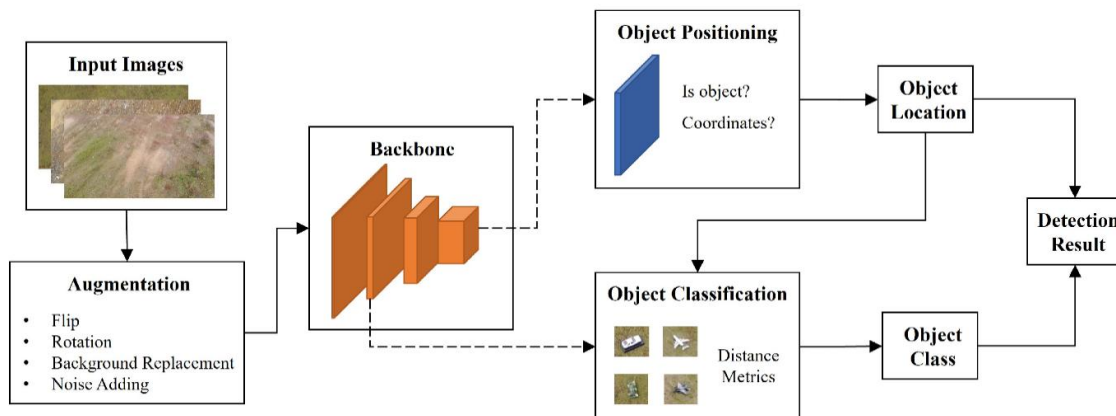 Input Images
Augmentation
• Flip
• Rotation
• Background Replacement
• Noise Adding
Backbone
Object Positioning
Is object?
Coordinates?
Object
Location
Object Classification
Distance
Metrics
Object
Class
Detection
Result